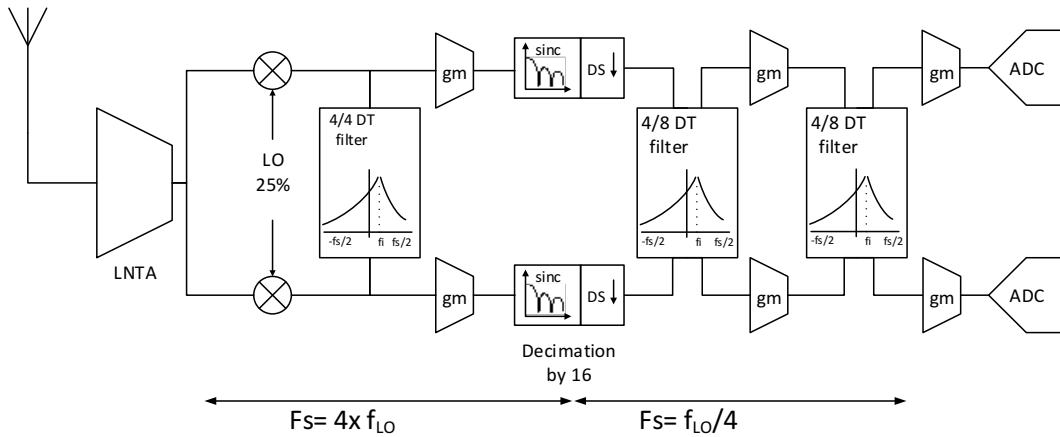 LNTA
LO
25%
4/4 DT
filter
-fs/2 fi fs/2
gm
gm
sinc
DS
sinc
DS
Decimation
by 16
4/8 DT
filter
-fs/2 fi fs/2
gm
gm
4/8 DT
filter
-fs/2 fi fs/2
gm
gm
ADC
ADC
Fs= 4x fLO
Fs= fLO/4